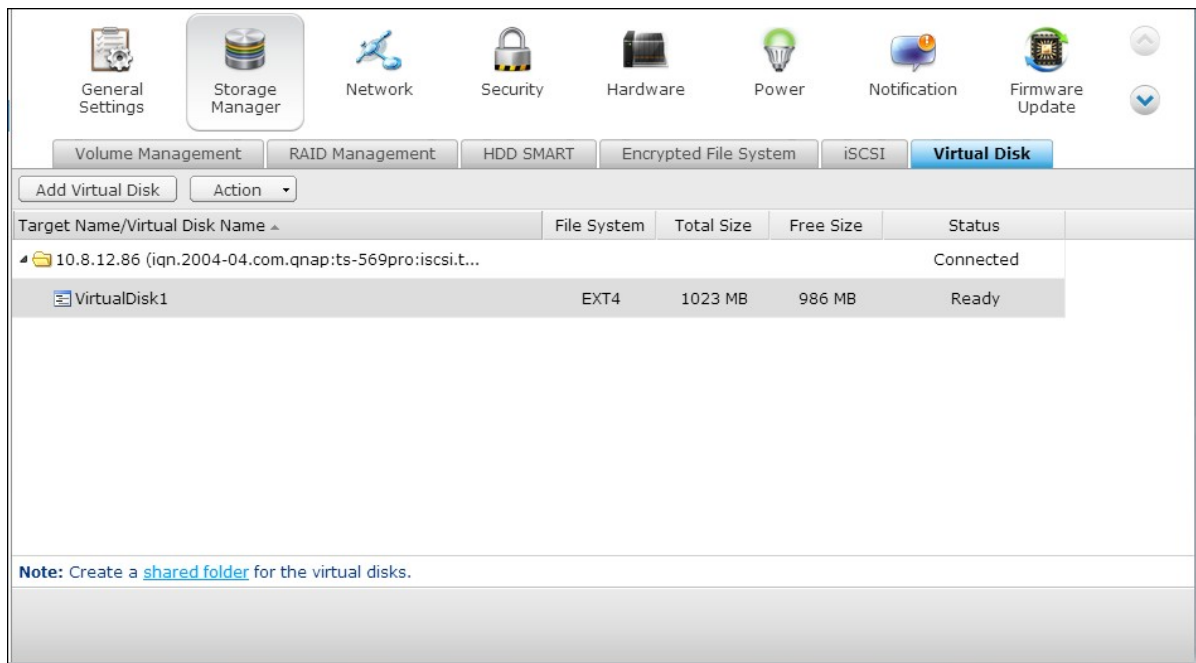 General
Settings
Storage
Manager
Network
Security
Hardware
Power
Notification
Firmware
Update
Volume Management
RAID Management
HDD SMART
Encrypted File System
iSCSI
Virtual Disk
Add Virtual Disk
Action
Target Name/Virtual Disk Name File System Total Size Free Size Status
10.8.12.86 (iqn.2004-04.com.qnap:ts-569pro:iscsi.t... Connected
VirtualDisk1 EXT4 1023 MB 986 MB Ready
Note: Create a shared folder for the virtual disks.